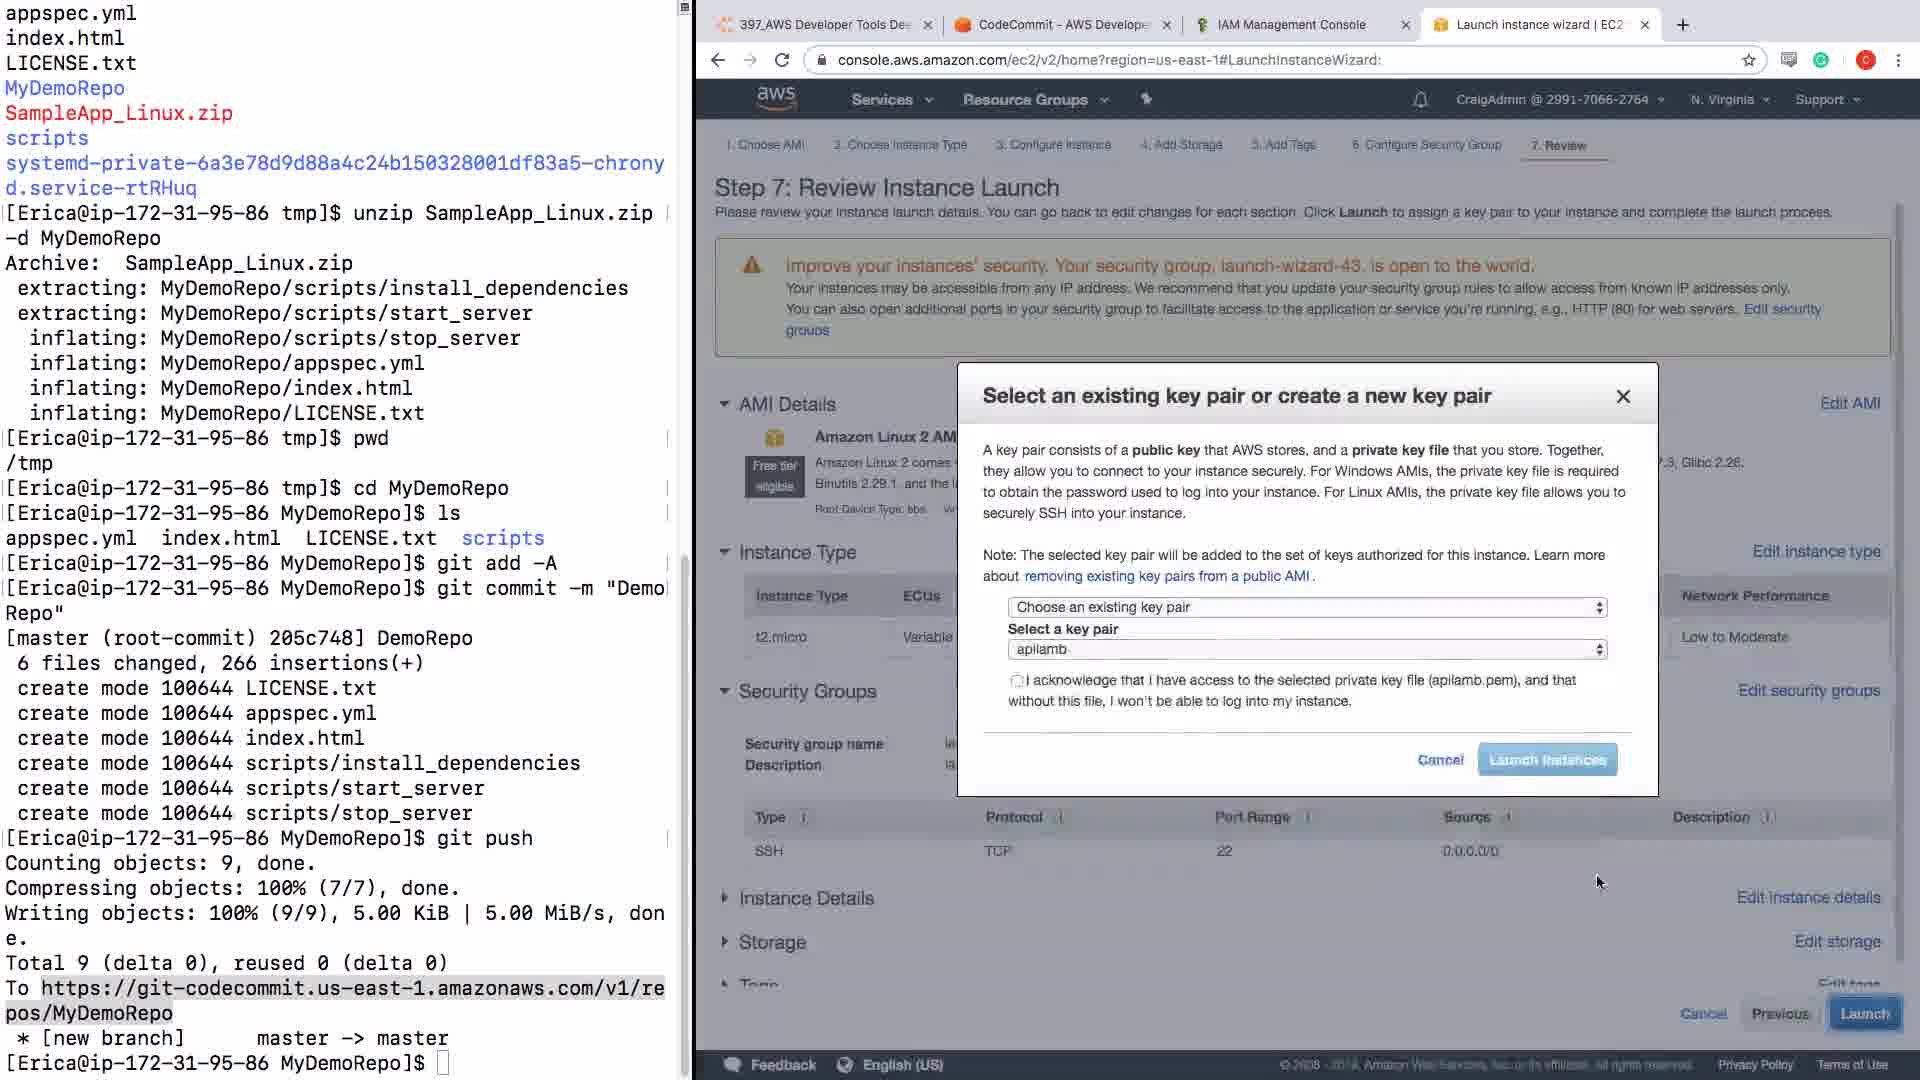 appspec.yml
index.html
LICENSE.txt
MyDemoRepo
SampleApp_Linux.zip
scripts
systemd-private-6a3e78d9d88a4c24b150328001df83a5-chrony
d.service-rtRHuq
[Erica@ip-172-31-95-86 tmp]$ unzip SampleApp_Linux.zip
-d MyDemoRepo
Archive:  SampleApp_Linux.zip
extracting: MyDemoRepo/scripts/install_dependencies
extracting: MyDemoRepo/scripts/start_server
inflating: MyDemoRepo/scripts/stop_server
inflating: MyDemoRepo/appspec.yml
inflating: MyDemoRepo/index.html
inflating: MyDemoRepo/LICENSE.txt
[Erica@ip-172-31-95-86 tmp]$ pwd
/tmp
[Erica@ip-172-31-95-86 tmp]$ cd MyDemoRepo
[Erica@ip-172-31-95-86 MyDemoRepo]$ ls
appspec.yml  index.html  LICENSE.txt  scripts
[Erica@ip-172-31-95-86 MyDemoRepo]$ git add -A
[Erica@ip-172-31-95-86 MyDemoRepo]$ git commit -m "Demo
Repo"
[master (root-commit) 205c748] DemoRepo
6 files changed, 266 insertions(+)
create mode 100644 LICENSE.txt
create mode 100644 appspec.yml
create mode 100644 index.html
create mode 100644 scripts/install_dependencies
create mode 100644 scripts/start_server
create mode 100644 scripts/stop_server
[Erica@ip-172-31-95-86 MyDemoRepo]$ git push
Counting objects: 9, done.
Compressing objects: 100% (7/7), done.
Writing objects: 100% (9/9), 5.00 KiB | 5.00 MiB/s, don
e.
Total 9 (delta 0), reused 0 (delta 0)
To https://git-codecommit.us-east-1.amazonaws.com/v1/re
pos/MyDemoRepo
* [new branch]      master -> master
[Erica@ip-172-31-95-86 MyDemoRepo]$
397_AWS Developer Tools Dee
CodeCommit - AWS Develope
IAM Management Console
Launch instance wizard | EC2
console.aws.amazon.com/ec2/v2/home?region=us-east-1#LaunchInstanceWizard:
C
aws Services Resource Groups CraigAdmin @ 2991-7066-2764 N. Virginia Support
1. Choose AMI 2. Choose Instance Type 3. Configure Instance 4. Add Storage 5. Add Tags 6. Configure Security Group 7. Review
Step 7: Review Instance Launch
Please review your instance launch details. You can go back to edit changes for each section. Click Launch to assign a key pair to your instance and complete the launch process.
Improve your instances' security. Your security group, launch-wizard-43, is open to the world.
Your instances may be accessible from any IP address. We recommend that you update your security group rules to allow access from known IP addresses only.
You can also open additional ports in your security group to facilitate access to the application or service you're running, e.g., HTTP (80) for web servers. Edit security
groups
AMI Details Edit AMI
Amazon Linux 2 AM
Free tier
eligible
Amazon Linux 2 comes
7.3, Glibc 2.26,
Binutils 2.29.1, and the l
Root Device Type: ebs
Select an existing key pair or create a new key pair
A key pair consists of a public key that AWS stores, and a private key file that you store. Together,
they allow you to connect to your instance securely. For Windows AMIs, the private key file is required
to obtain the password used to log into your instance. For Linux AMIs, the private key file allows you to
securely SSH into your instance.
Note: The selected key pair will be added to the set of keys authorized for this instance. Learn more
about removing existing key pairs from a public AMI.
Choose an existing key pair
Select a key pair
apilamb
I acknowledge that I have access to the selected private key file (apilamb.pem), and that
without this file, I won't be able to log into my instance.
Cancel Launch Instances
Instance Type Edit instance type
Instance Type ECUs Network Performance
t2.micro Variable Low to Moderate
Security Groups Edit security groups
Security group name la
Description la
Type Protocol Port Range Source Description
SSH TCP 22 0.0.0.0/0
Instance Details Edit instance details
Storage Edit storage
Tags Edit tags
Cancel Previous Launch
Feedback English (US) Privacy Policy Terms of Use